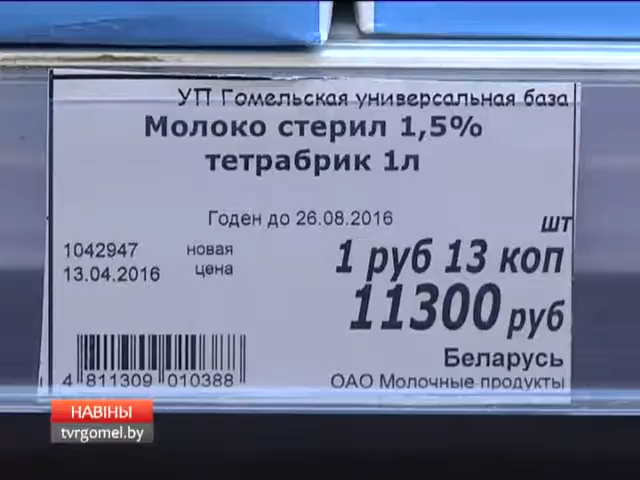 УП Гомельская универсальная база
Молоко стерил 1,5%
тетрабрик 1л
Годен до 26.08.2016
шт
1042947 новая 1 руб 13 коп
13.04.2016 цена
11300 руб
Беларусь
4 811309 010388
ОАО Молочные продукты
НАВІНЫ
tvrgomel.by